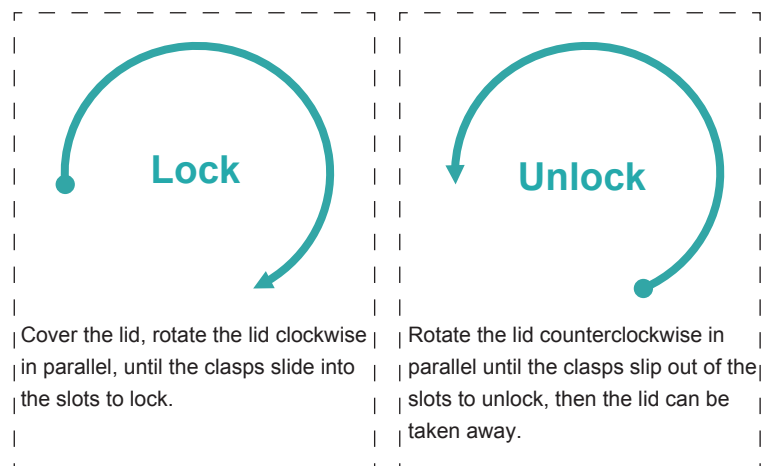 Lock
Cover the lid, rotate the lid clockwise
in parallel, until the clasps slide into
the slots to lock.
Unlock
Rotate the lid counterclockwise in
parallel until the clasps slip out of the
slots to unlock, then the lid can be
taken away.